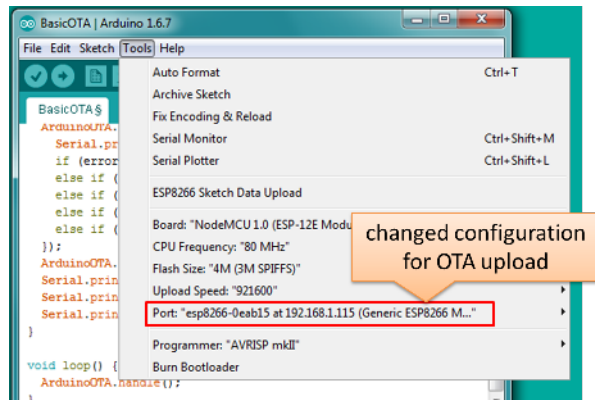 BasicOTA | Arduino 1.6.7
File Edit Sketch Tools Help
BasicOTA§
ArduinoOTA.
Serial.pr
if (error
else if (
else if (
else if (
else if (
});
ArduinoOTA.
Serial.prin
Serial.prin
Serial.prin
}
void loop() {
ArduinoOTA.handle();
}
Auto Format Ctrl+T
Archive Sketch
Fix Encoding & Reload
Serial Monitor Ctrl+Shift+M
Serial Plotter Ctrl+Shift+L
ESP8266 Sketch Data Upload
Board: "NodeMCU 1.0 (ESP-12E Modu
CPU Frequency: "80 MHz"
Flash Size: "4M (3M SPIFFS)"
Upload Speed: "921600"
Port: "esp8266-0eab15 at 192.168.1.115 (Generic ESP8266 M..."
Programmer: "AVRISP mkII"
Burn Bootloader
changed configuration
for OTA upload